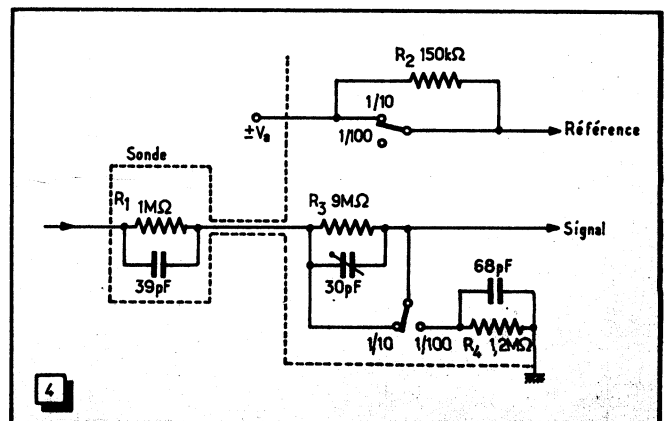 R2 150kΩ
1/10
±Va
1/100
Référence
Sonde
R1 1MΩ
R3 9MΩ
Signal
39pF
30pF
68pF
1/10
1/100
R4 1,2MΩ
4